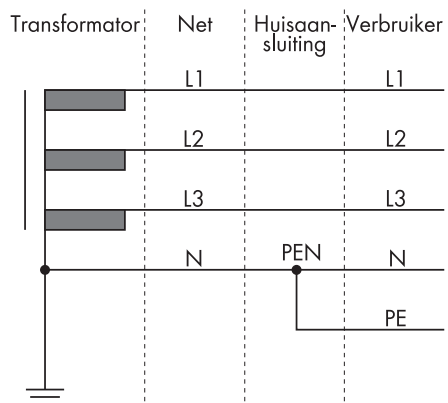 Transformator Net Huisaan- Verbruiker
sluiting
L1 L1
L2 L2
L3 L3
N PEN N
PE